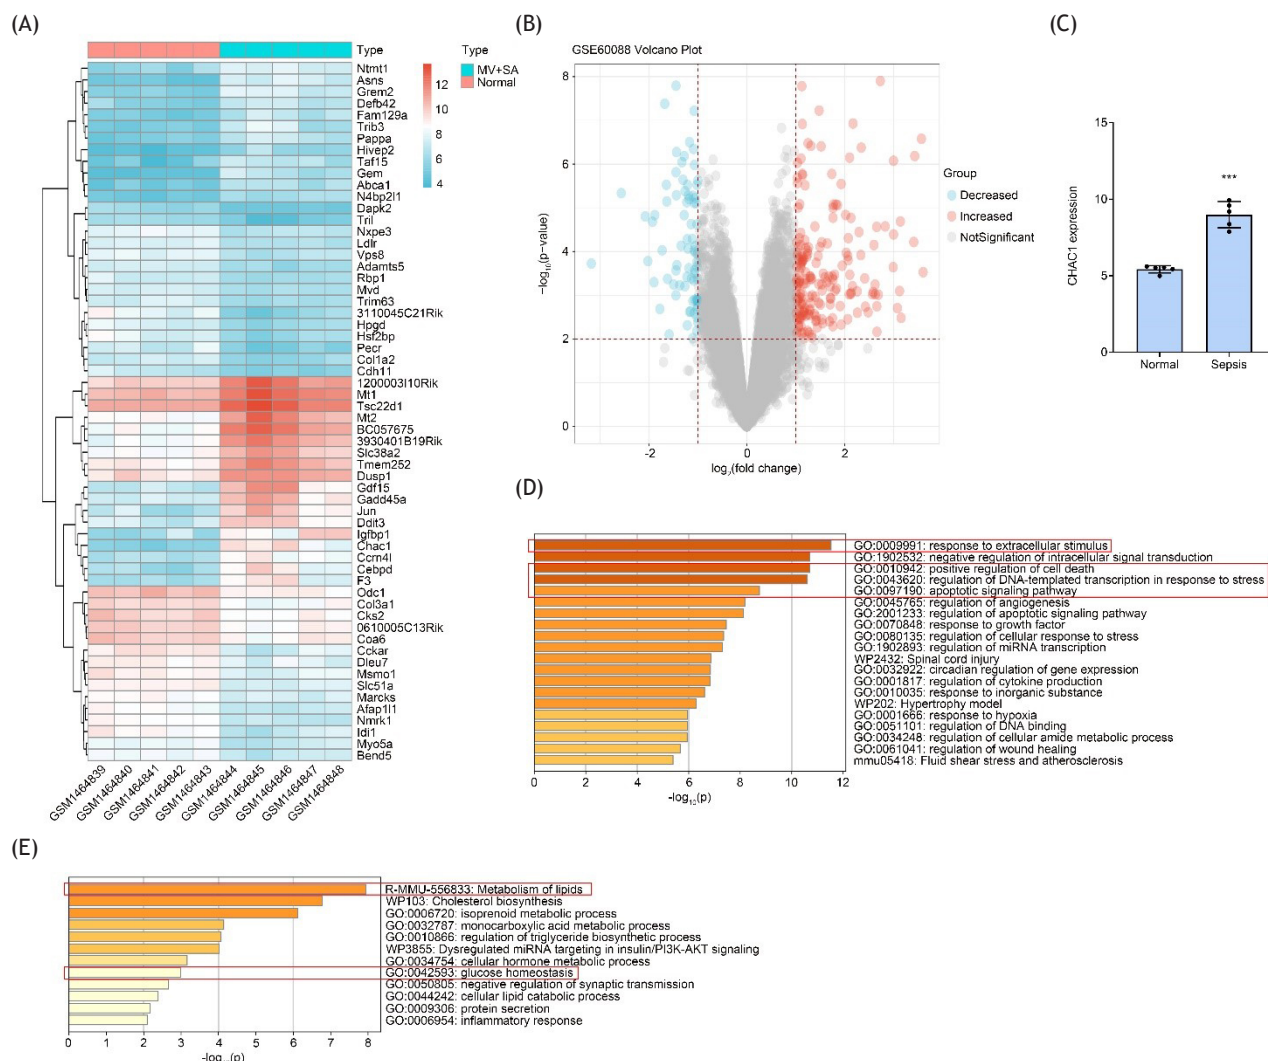 (A)
Type
Ntmt1
Asns
Grem2
Defb42
Fam129a
Trib3
Pappa
Hivep2
Taf15
Gem
Abca1
N4bp2l1
Dapk2
Tril
Nxpe3
Ldlr
Vps8
Adamts5
Rbp1
Mvd
Trim63
3110045C21Rik
Hpgd
Hsf2bp
Pecr
Col1a2
Cdh11
1200003I10Rik
Mt1
Tsc22d1
Mt2
BC057675
3930401B19Rik
Slc38a2
Tmem252
Dusp1
Gdf15
Gadd45a
Jun
Ddit3
Igfbp1
Chac1
Ccrn4l
Cebpd
F3
Odc1
Col3a1
Cks2
0610005C13Rik
Coa6
Cckar
Dleu7
Msmo1
Slc51a
Marcks
Afap1l1
Nmrk1
Idi1
Myo5a
Bend5
GSM1464839
GSM1464840
GSM1464841
GSM1464842
GSM1464843
GSM1464844
GSM1464845
GSM1464846
GSM1464847
GSM1464848
Type
MV+SA
Normal
12
10
8
6
4
(B)
GSE60088 Volcano Plot
8
6
4
2
0
-2
0
2
−log10(p−value)
log2(fold change)
Group
Decreased
Increased
NotSignificant
(C)
CHAC1 expression
15
10
5
0
***
Normal
Sepsis
(D)
GO:0009991: response to extracellular stimulus
GO:1902532: negative regulation of intracellular signal transduction
GO:0010942: positive regulation of cell death
GO:0043620: regulation of DNA-templated transcription in response to stress
GO:0097190: apoptotic signaling pathway
GO:0045765: regulation of angiogenesis
GO:2001233: regulation of apoptotic signaling pathway
GO:0070848: response to growth factor
GO:0080135: regulation of cellular response to stress
GO:1902893: regulation of miRNA transcription
WP2432: Spinal cord injury
GO:0032922: circadian regulation of gene expression
GO:0001817: regulation of cytokine production
GO:0010035: response to inorganic substance
WP202: Hypertrophy model
GO:0001666: response to hypoxia
GO:0051101: regulation of DNA binding
GO:0034248: regulation of cellular amide metabolic process
GO:0061041: regulation of wound healing
mmu05418: Fluid shear stress and atherosclerosis
0 2 4 6 8 10 12
-log10(p)
(E)
R-MMU-556833: Metabolism of lipids
WP103: Cholesterol biosynthesis
GO:0006720: isoprenoid metabolic process
GO:0032787: monocarboxylic acid metabolic process
GO:0010866: regulation of triglyceride biosynthetic process
WP3855: Dysregulated miRNA targeting in insulin/PI3K-AKT signaling
GO:0034754: cellular hormone metabolic process
GO:0042593: glucose homeostasis
GO:0050805: negative regulation of synaptic transmission
GO:0044242: cellular lipid catabolic process
GO:0009306: protein secretion
GO:0006954: inflammatory response
0 1 2 3 4 5 6 7 8
-log10(p)